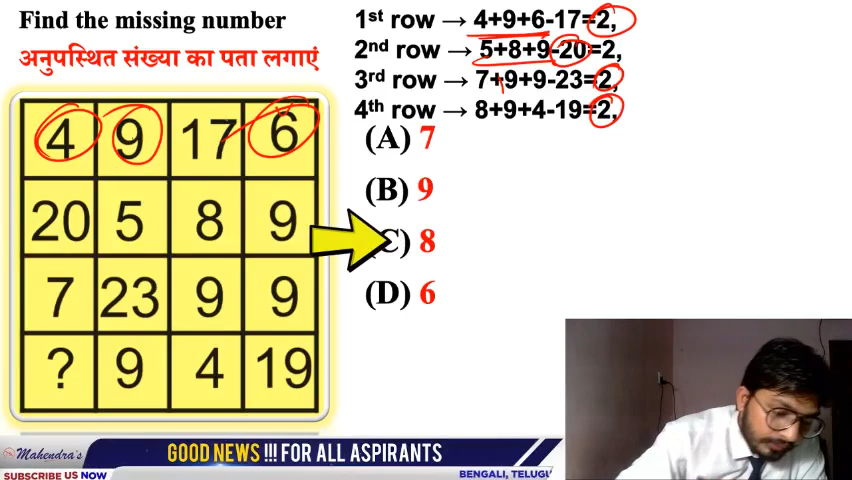 Find the missing number
अनुपस्थित संख्या का पता लगाएं
1st row → 4+9+6-17=2,
2nd row → 5+8+9-20=2,
3rd row → 7+9+9-23=2,
4th row → 8+9+4-19=2,
(A) 7
(B) 9
(C) 8
(D) 6
4 9 17 6
20 5 8 9
7 23 9 9
? 9 4 19
Mahendra's
GOOD NEWS !!! FOR ALL ASPIRANTS
SUBSCRIBE US NOW
BENGALI, TELUGU